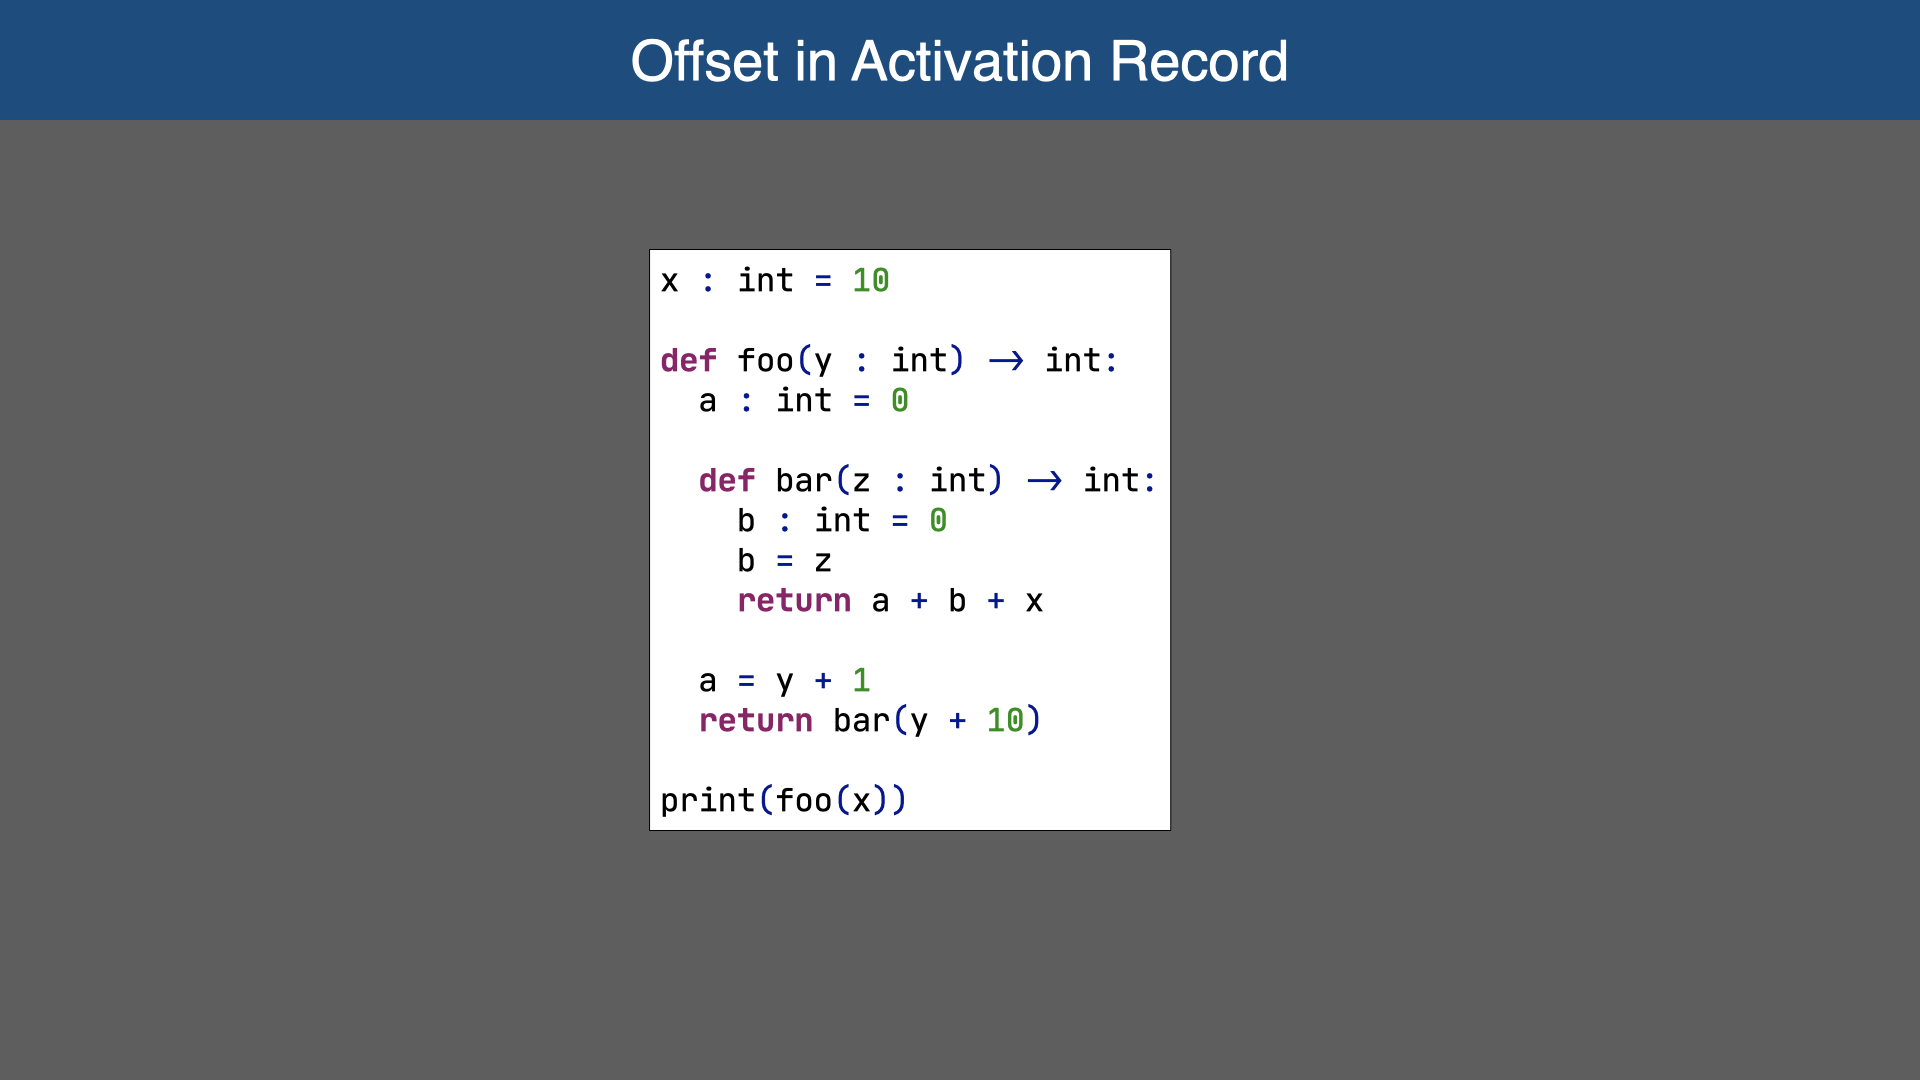 Offset in Activation Record
x : int = 10
def foo(y : int) → int:
  a : int = 0
  def bar(z : int) → int:
    b : int = 0
    b = z
    return a + b + x
  a = y + 1
  return bar(y + 10)
print(foo(x))